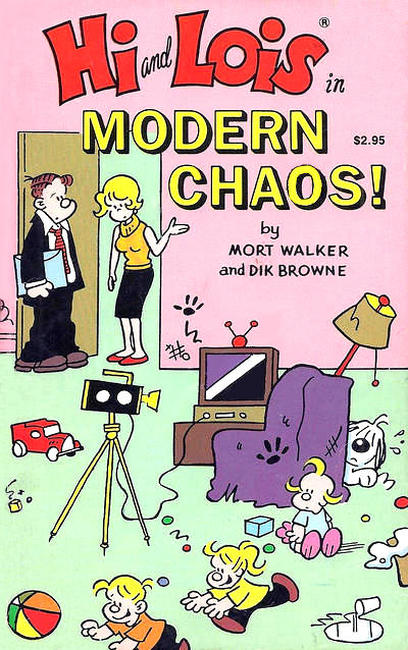 Hi and Lois®
in
MODERN
CHAOS!
$2.95
by
MORT WALKER
and DIK BROWNE